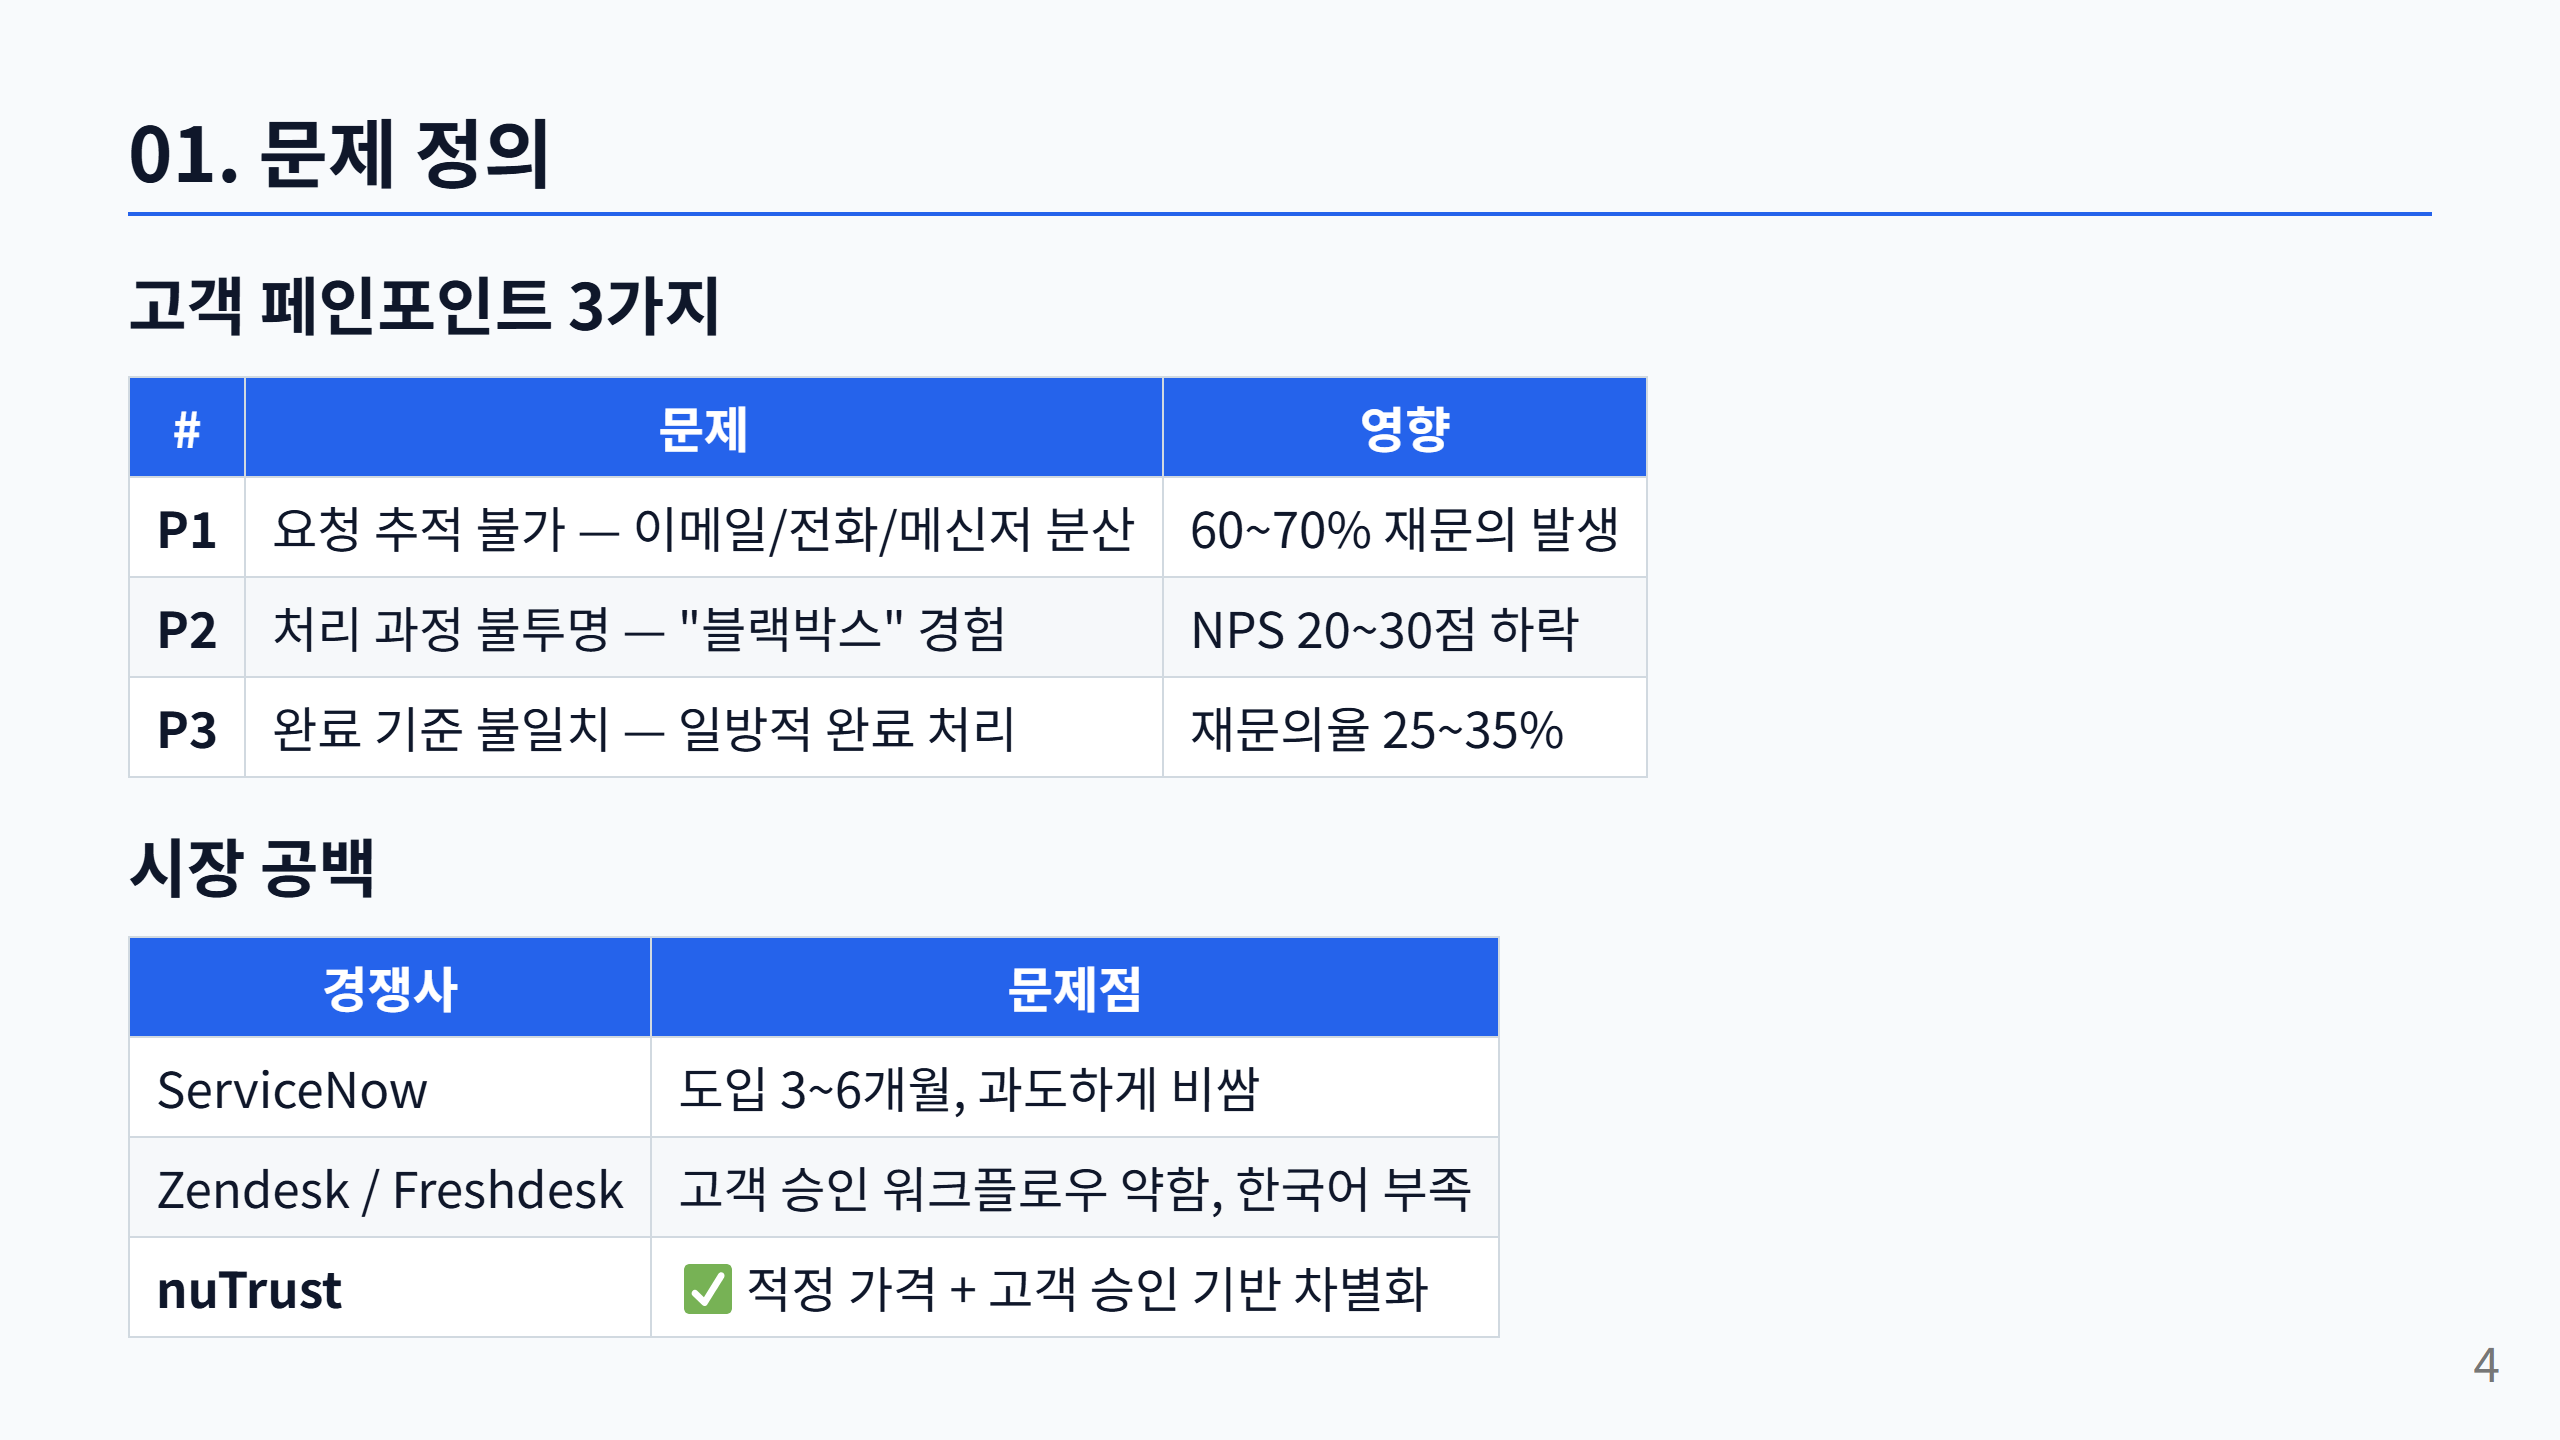 01. 문제 정의
고객 페인포인트 3가지
# 문제 영향
P1 요청 추적 불가 — 이메일/전화/메신저 분산 60~70% 재문의 발생
P2 처리 과정 불투명 — "블랙박스" 경험 NPS 20~30점 하락
P3 완료 기준 불일치 — 일방적 완료 처리 재문의율 25~35%
시장 공백
경쟁사 문제점
ServiceNow 도입 3~6개월, 과도하게 비쌈
Zendesk / Freshdesk 고객 승인 워크플로우 약함, 한국어 부족
nuTrust ✅ 적정 가격 + 고객 승인 기반 차별화
4